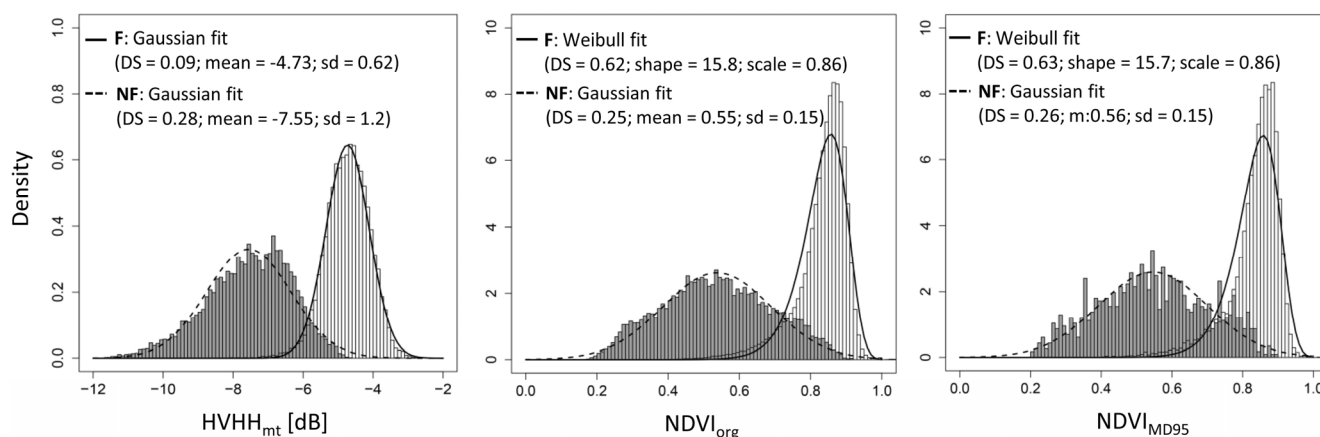 F: Gaussian fit
(DS = 0.09; mean = -4.73; sd = 0.62)
NF: Gaussian fit
(DS = 0.28; mean = -7.55; sd = 1.2)
Density
0.0
0.2
0.4
0.6
0.8
1.0
−12 −10 −8 −6 −4 −2
HVHHmt [dB]
F: Weibull fit
(DS = 0.62; shape = 15.8; scale = 0.86)
NF: Gaussian fit
(DS = 0.25; mean = 0.55; sd = 0.15)
10
8
6
4
2
0
0.0 0.2 0.4 0.6 0.8 1.0
NDVIorg
F: Weibull fit
(DS = 0.63; shape = 15.7; scale = 0.86)
NF: Gaussian fit
(DS = 0.26; m:0.56; sd = 0.15)
10
8
6
4
2
0
0.0 0.2 0.4 0.6 0.8 1.0
NDVIMD95